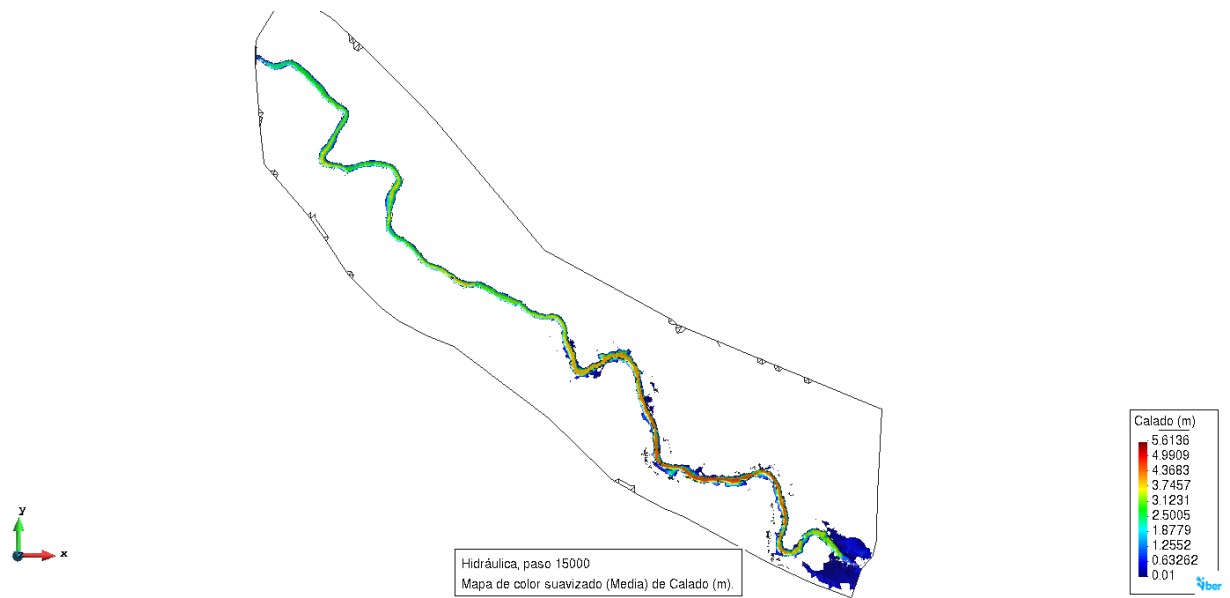 Calado (m)
5.6136
4.9909
4.3683
3.7457
3.1231
2.5005
1.8779
1.2552
0.63262
0.01
y
x
Hidráulica, paso 15000
Mapa de color suavizado (Media) de Calado (m).
iber